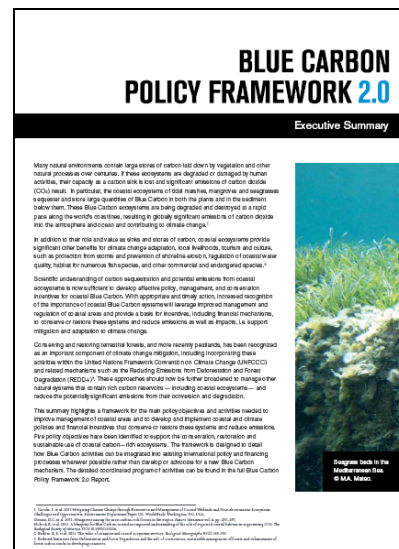 BLUE CARBON
POLICY FRAMEWORK 2.0
Executive Summary
Many natural environments contain large stores of carbon laid down by vegetation and other
natural processes over centuries. If these ecosystems are degraded or damaged by human
activities, their capacity as a carbon sink is lost and significant emissions of carbon dioxide
(CO₂) result. In particular, the coastal ecosystems of tidal marshes, mangroves and seagrasses
sequester and store large quantities of Blue Carbon in both the plants and in the sediment
below them. These Blue Carbon ecosystems are being degraded and destroyed at a rapid
pace along the world's coastlines, resulting in globally significant emissions of carbon dioxide
into the atmosphere and ocean and contributing to climate change.¹
In addition to their role and value as sinks and stores of carbon, coastal ecosystems provide
significant other benefits for climate change adaptation, local livelihoods, tourism and culture,
such as protection from storms and prevention of shoreline erosion, regulation of coastal water
quality, habitat for numerous fish species, and other commercial and endangered species.²
Scientific understanding of carbon sequestration and potential emissions from coastal
ecosystems is now sufficient to develop effective policy, management, and conservation
incentives for coastal Blue Carbon. With appropriate and timely action, increased recognition
of the importance of coastal Blue Carbon systems will leverage improved management and
regulation of coastal areas and provide a basis for incentives, including financial mechanisms,
to conserve or restore these systems and reduce emissions as well as impacts, i.e. support
mitigation and adaptation to climate change.
Conserving and restoring terrestrial forests, and more recently peatlands, has been recognized
as an important component of climate change mitigation, including incorporating these
activities within the United Nations Framework Convention on Climate Change (UNFCCC)
and related mechanisms such as the Reducing Emissions from Deforestation and Forest
Degradation (REDD+)³. These approaches should now be further broadened to manage other
natural systems that contain rich carbon reservoirs — including coastal ecosystems — and
reduce the potentially significant emissions from their conversion and degradation.
This summary highlights a framework for the main policy objectives and activities needed to
improve management of coastal areas and to develop and implement coastal and climate
policies and financial incentives that conserve or restore these systems and reduce emissions.
Five policy objectives have been identified to support the conservation, restoration and
sustainable use of coastal carbon–rich ecosystems. The framework is designed to detail
how Blue Carbon activities can be integrated into existing international policy and financing
processes wherever possible rather than develop or advocate for a new Blue Carbon
mechanism. The detailed coordinated program of activities can be found in the full Blue Carbon
Policy Framework 2.0 Report.
Seagrass beds in the
Mediterranean Sea.
© M.A. Mateo.